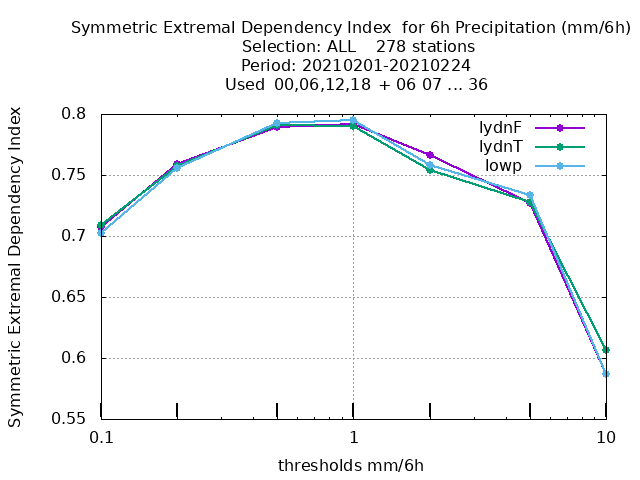 Symmetric Extremal Dependency Index  for 6h Precipitation (mm/6h)
Selection: ALL    278 stations
Period: 20210201-20210224
Used  00,06,12,18  + 06 07 ... 36
Symmetric Extremal Dependency Index
0.8
0.75
0.7
0.65
0.6
0.55
lydnF
lydnT
lowp
0.1
1
10
thresholds mm/6h